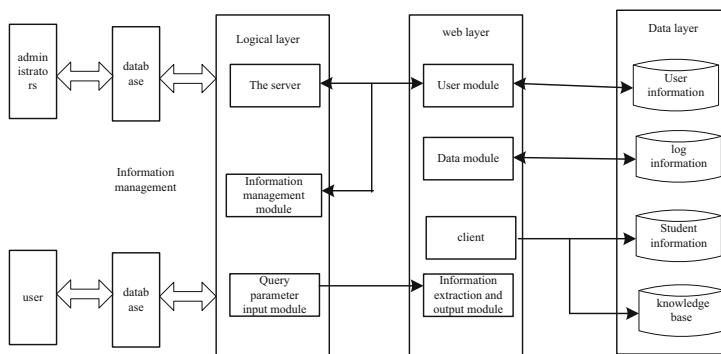 admin
istrato
rs
datab
ase
Logical layer
The server
Information
management
module
Query
parameter
input module
Information
management
user
datab
ase
web layer
User module
Data module
client
Information
extraction and
output module
Data layer
User
information
log
information
Student
information
knowledge
base